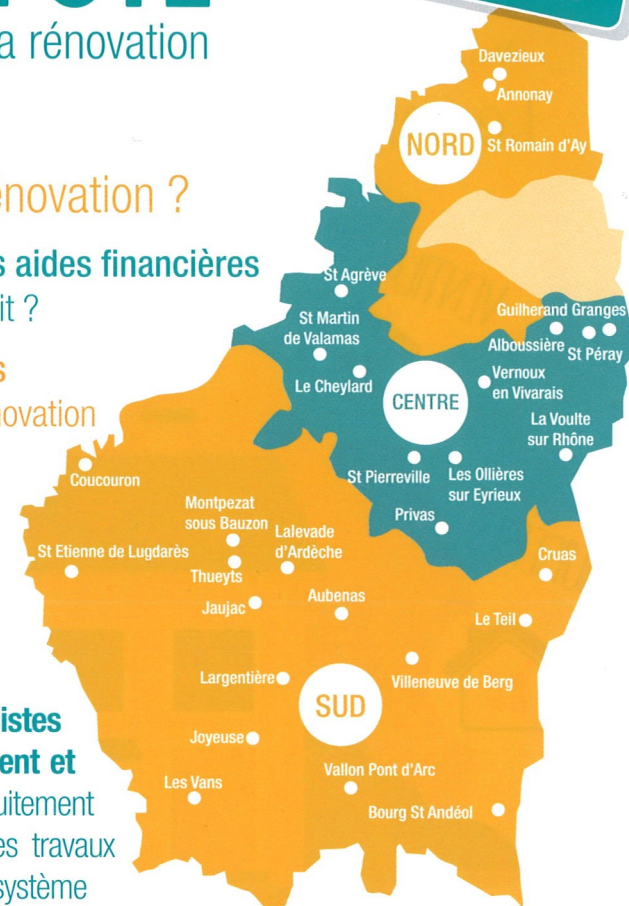 a rénovation
énovation ?
s aides financières
it ?
s
novation
istes
ent et
uitement
es travaux
système
Davezieux
Annonay
NORD
St Romain d'Ay
St Agrève
St Martin
de Valamas
Le Cheylard
Guilherand Granges
Alboussière
St Péray
CENTRE
Vernoux
en Vivarais
La Voulte
sur Rhône
St Pierreville
Les Ollières
sur Eyrieux
Privas
Coucouron
Montpezat
sous Bauzon
Lalevade
d'Ardèche
St Etienne de Lugdarès
Thueyts
Jaujac
Aubenas
Cruas
Le Teil
Largentière
Villeneuve de Berg
SUD
Joyeuse
Les Vans
Vallon Pont d'Arc
Bourg St Andéol